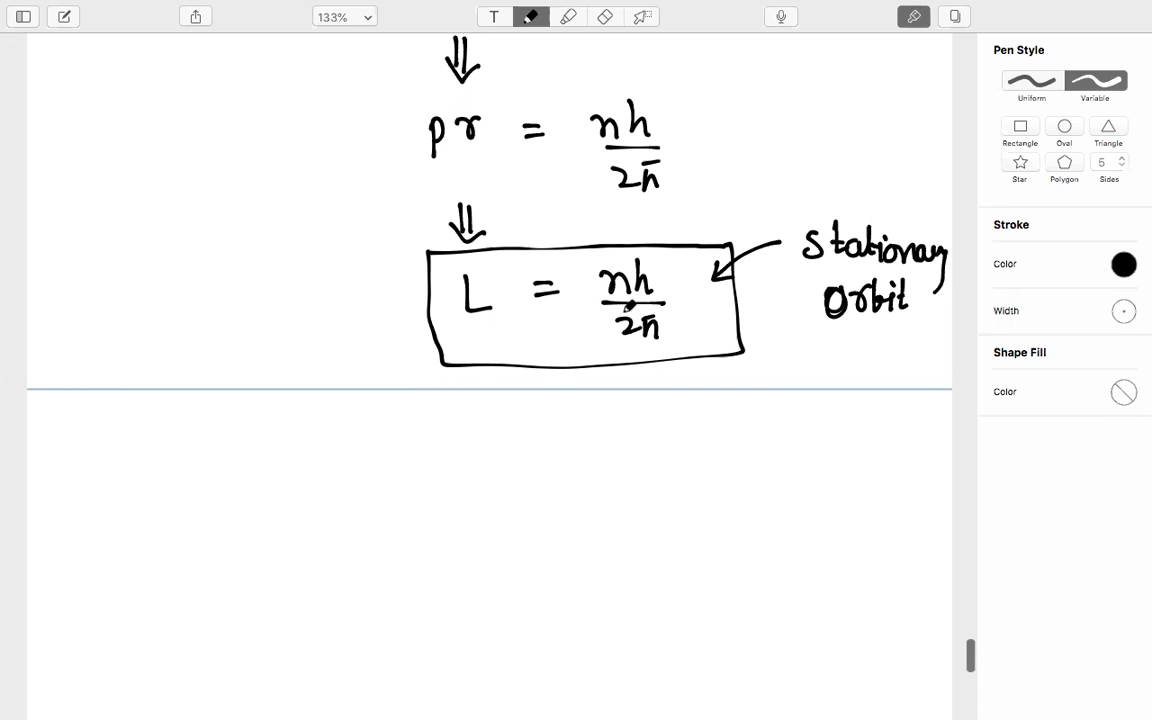 133%
T
Pen Style
Uniform
Variable
Rectangle
Oval
Triangle
Star
Polygon
5
Sides
Stroke
Color
Width
Shape Fill
Color
⇓
pr = nh/2π
⇓
L = nh/2π
stationary
orbit